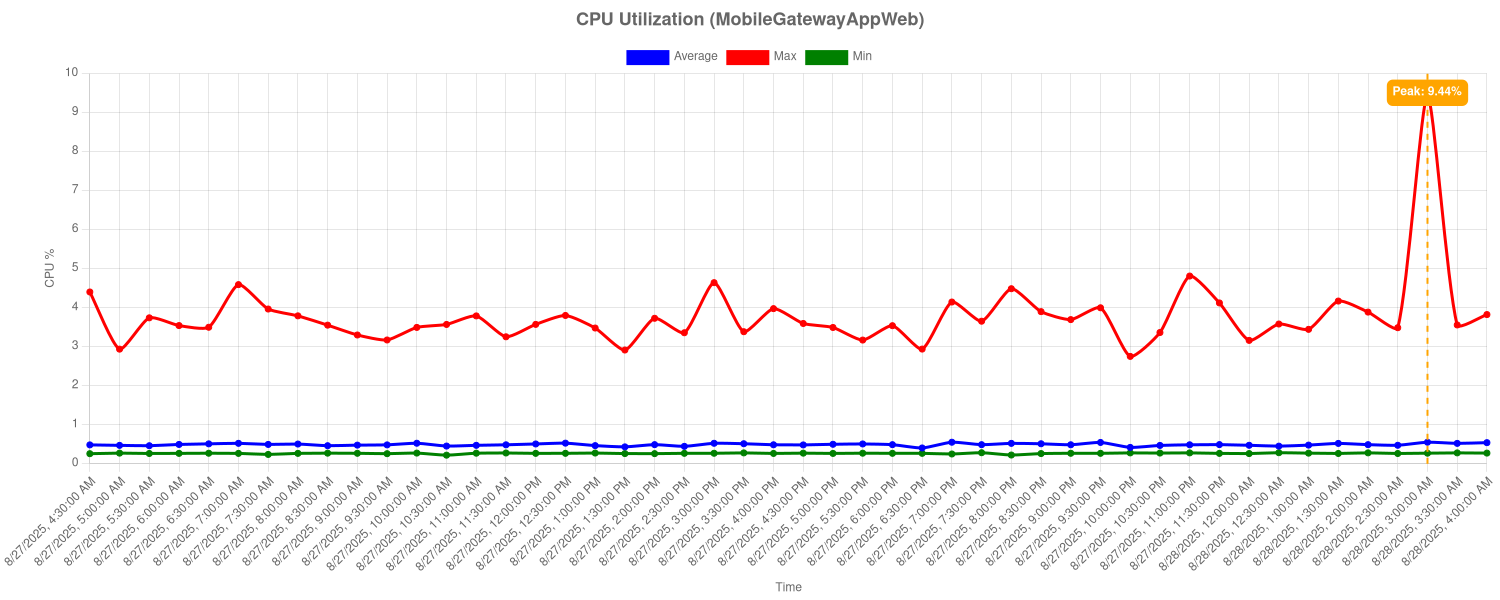 CPU Utilization (MobileGatewayAppWeb)
Average Max Min
10
Peak: 9.44%
9
8
7
6
5
CPU %
4
3
2
1
0
8/27/2025, 4:30:00 AM
8/27/2025, 5:00:00 AM
8/27/2025, 5:30:00 AM
8/27/2025, 6:00:00 AM
8/27/2025, 6:30:00 AM
8/27/2025, 7:00:00 AM
8/27/2025, 7:30:00 AM
8/27/2025, 8:00:00 AM
8/27/2025, 8:30:00 AM
8/27/2025, 9:00:00 AM
8/27/2025, 9:30:00 AM
8/27/2025, 10:00:00 AM
8/27/2025, 10:30:00 AM
8/27/2025, 11:00:00 AM
8/27/2025, 11:30:00 AM
8/27/2025, 12:00:00 PM
8/27/2025, 12:30:00 PM
8/27/2025, 1:00:00 PM
8/27/2025, 1:30:00 PM
8/27/2025, 2:00:00 PM
8/27/2025, 2:30:00 PM
8/27/2025, 3:00:00 PM
8/27/2025, 3:30:00 PM
8/27/2025, 4:00:00 PM
8/27/2025, 4:30:00 PM
8/27/2025, 5:00:00 PM
8/27/2025, 5:30:00 PM
8/27/2025, 6:00:00 PM
8/27/2025, 6:30:00 PM
8/27/2025, 7:00:00 PM
8/27/2025, 7:30:00 PM
8/27/2025, 8:00:00 PM
8/27/2025, 8:30:00 PM
8/27/2025, 9:00:00 PM
8/27/2025, 9:30:00 PM
8/27/2025, 10:00:00 PM
8/27/2025, 10:30:00 PM
8/27/2025, 11:00:00 PM
8/27/2025, 11:30:00 PM
8/28/2025, 12:00:00 AM
8/28/2025, 12:30:00 AM
8/28/2025, 1:00:00 AM
8/28/2025, 1:30:00 AM
8/28/2025, 2:00:00 AM
8/28/2025, 2:30:00 AM
8/28/2025, 3:00:00 AM
8/28/2025, 3:30:00 AM
8/28/2025, 4:00:00 AM
Time